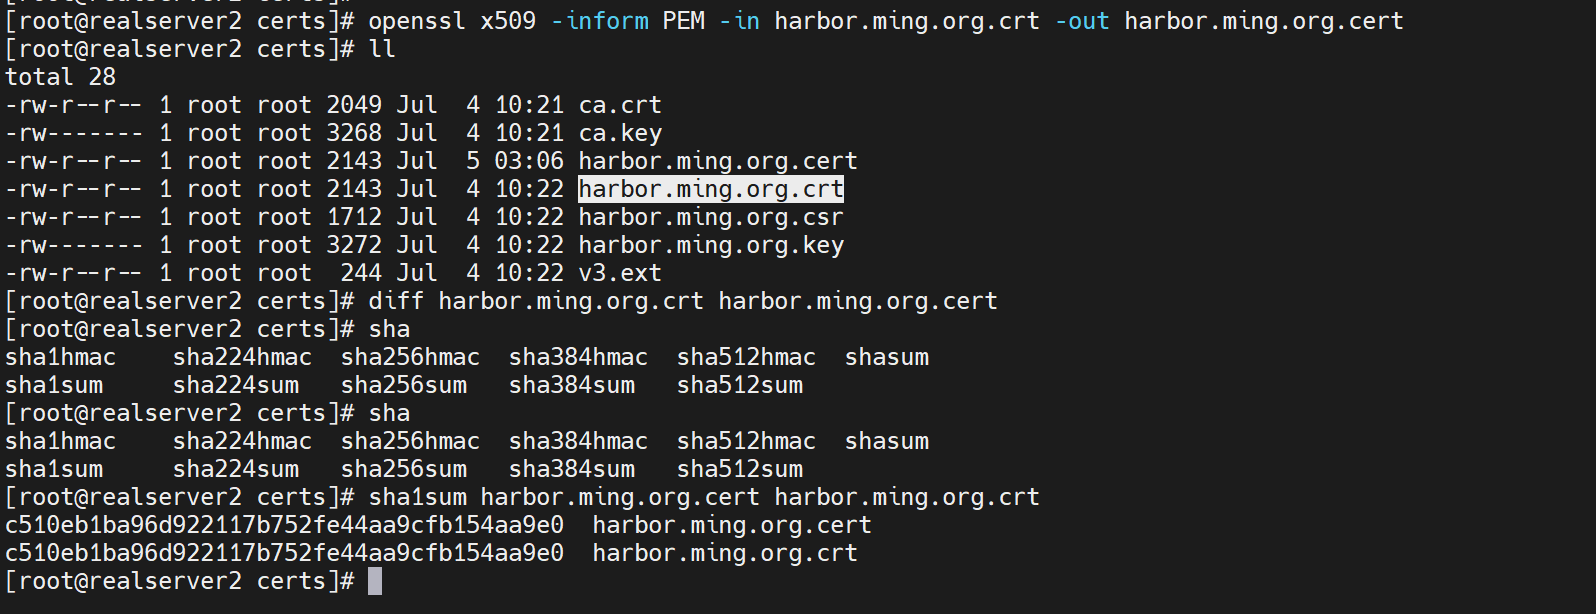 [root@realserver2 certs]# openssl x509 -inform PEM -in harbor.ming.org.crt -out harbor.ming.org.cert
[root@realserver2 certs]# ll
total 28
-rw-r--r-- 1 root root 2049 Jul  4 10:21 ca.crt
-rw------- 1 root root 3268 Jul  4 10:21 ca.key
-rw-r--r-- 1 root root 2143 Jul  5 03:06 harbor.ming.org.cert
-rw-r--r-- 1 root root 2143 Jul  4 10:22 harbor.ming.org.crt
-rw-r--r-- 1 root root 1712 Jul  4 10:22 harbor.ming.org.csr
-rw------- 1 root root 3272 Jul  4 10:22 harbor.ming.org.key
-rw-r--r-- 1 root root  244 Jul  4 10:22 v3.ext
[root@realserver2 certs]# diff harbor.ming.org.crt harbor.ming.org.cert
[root@realserver2 certs]# sha
sha1hmac    sha224hmac  sha256hmac  sha384hmac  sha512hmac  shasum
sha1sum     sha224sum   sha256sum   sha384sum   sha512sum
[root@realserver2 certs]# sha
sha1hmac    sha224hmac  sha256hmac  sha384hmac  sha512hmac  shasum
sha1sum     sha224sum   sha256sum   sha384sum   sha512sum
[root@realserver2 certs]# sha1sum harbor.ming.org.cert harbor.ming.org.crt
c510eb1ba96d922117b752fe44aa9cfb154aa9e0  harbor.ming.org.cert
c510eb1ba96d922117b752fe44aa9cfb154aa9e0  harbor.ming.org.crt
[root@realserver2 certs]#